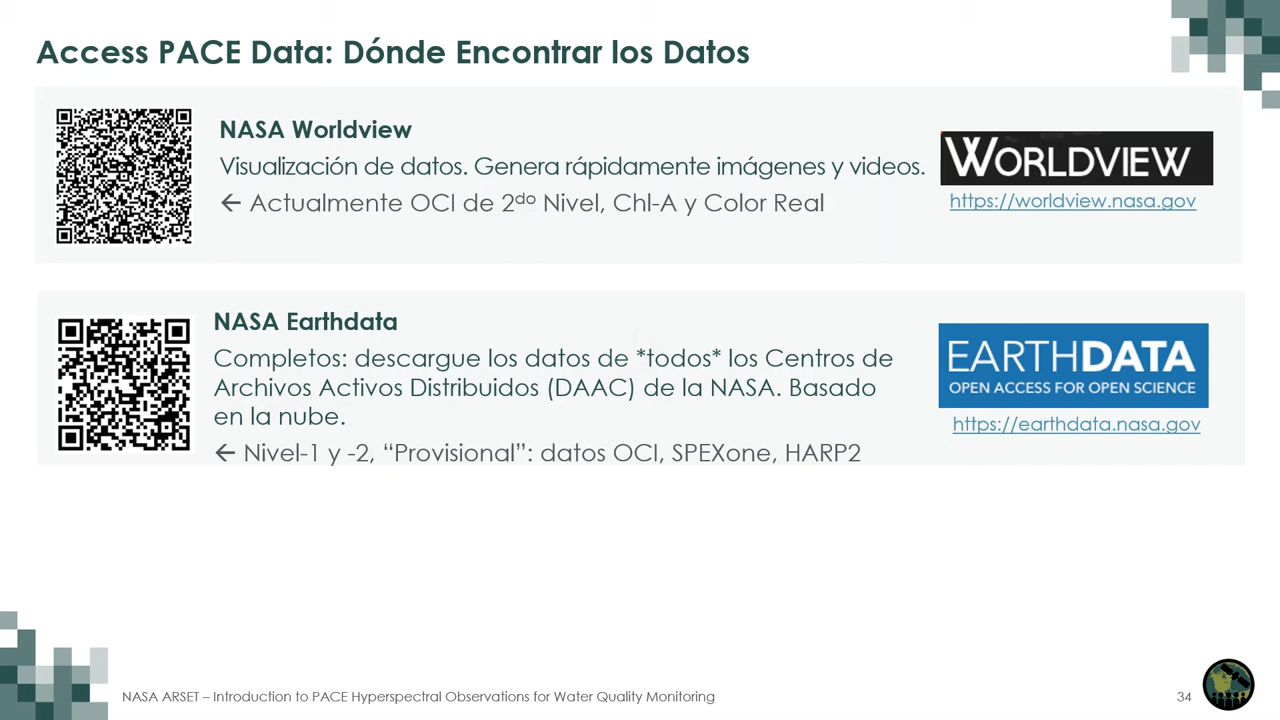 Access PACE Data: Dónde Encontrar los Datos
NASA Worldview
Visualización de datos. Genera rápidamente imágenes y videos.
← Actualmente OCI de 2do Nivel, Chl-A y Color Real
WORLDVIEW
https://worldview.nasa.gov
NASA Earthdata
Completos: descargue los datos de *todos* los Centros de
Archivos Activos Distribuidos (DAAC) de la NASA. Basado
en la nube.
← Nivel-1 y -2, “Provisional”: datos OCI, SPEXone, HARP2
EARTHDATA
OPEN ACCESS FOR OPEN SCIENCE
https://earthdata.nasa.gov
NASA ARSET – Introduction to PACE Hyperspectral Observations for Water Quality Monitoring
34